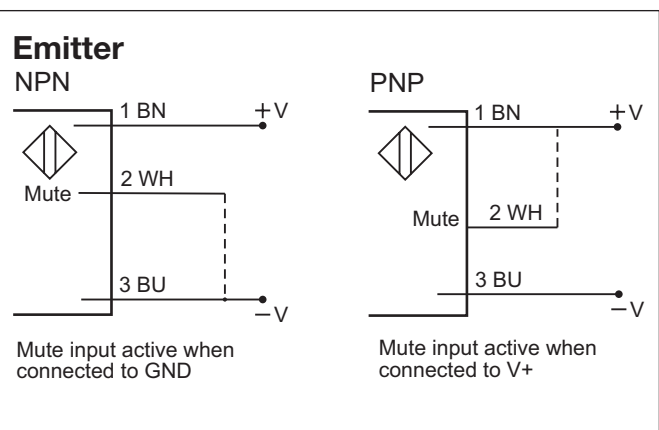 Emitter
NPN
1 BN
+V
Mute
2 WH
3 BU
−V
Mute input active when
connected to GND
PNP
1 BN
+V
Mute
2 WH
3 BU
−V
Mute input active when
connected to V+